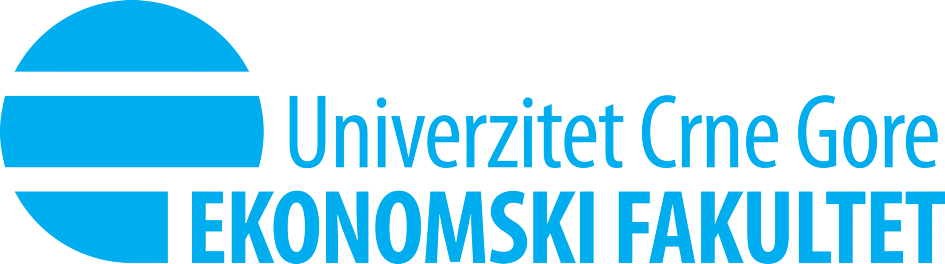 Univerzitet Crne Gore
EKONOMSKI FAKULTET